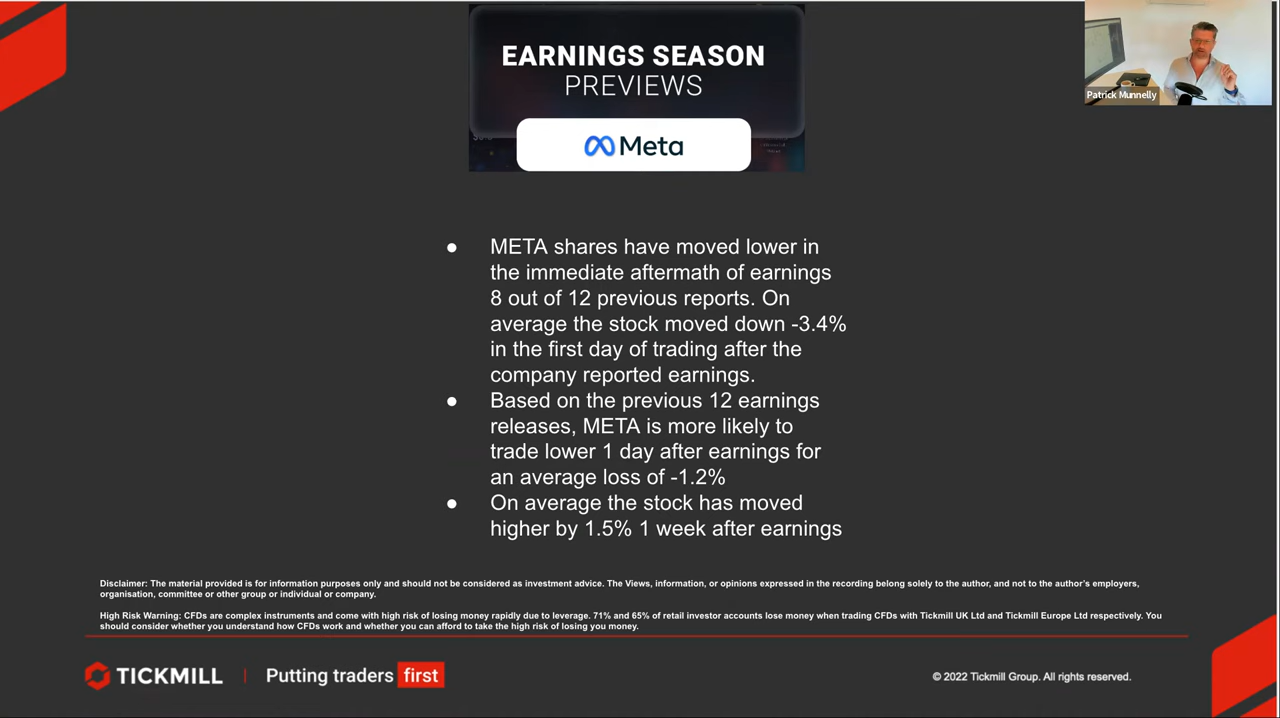 EARNINGS SEASON
PREVIEWS
Meta
Patrick Munnelly
● META shares have moved lower in
the immediate aftermath of earnings
8 out of 12 previous reports. On
average the stock moved down -3.4%
in the first day of trading after the
company reported earnings.
● Based on the previous 12 earnings
releases, META is more likely to
trade lower 1 day after earnings for
an average loss of -1.2%
● On average the stock has moved
higher by 1.5% 1 week after earnings
Disclaimer: The material provided is for information purposes only and should not be considered as investment advice. The Views, information, or opinions expressed in the recording belong solely to the author, and not to the author's employers,
organisation, committee or other group or individual or company.
High Risk Warning: CFDs are complex instruments and come with high risk of losing money rapidly due to leverage. 71% and 65% of retail investor accounts lose money when trading CFDs with Tickmill UK Ltd and Tickmill Europe Ltd respectively. You
should consider whether you understand how CFDs work and whether you can afford to take the high risk of losing you money.
TICKMILL | Putting traders first
© 2022 Tickmill Group. All rights reserved.